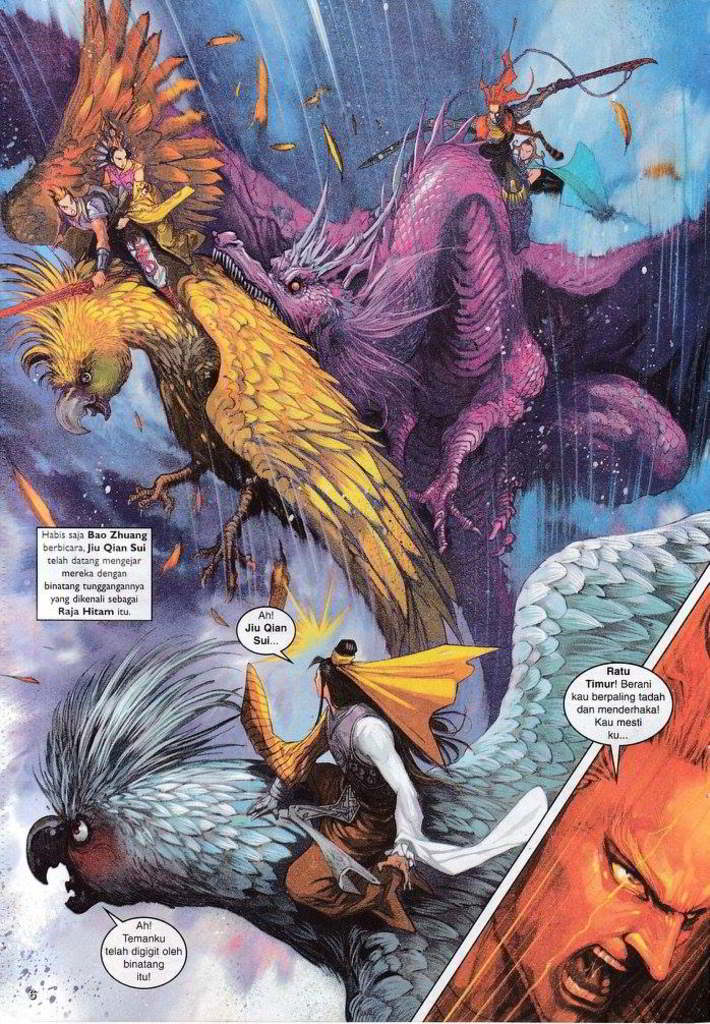 Habis saja Bao Zhuang
berbicara, Jiu Qian Sui
telah datang mengejar
mereka dengan
binatang tunggangannya
yang dikenali sebagai
Raja Hitam itu.
Ah!
Jiu Qian
Sui...
Ratu
Timur! Berani
kau berpaling tadah
dan menderhaka!
Kau mesti
ku...
Ah!
Temanku
telah digigit oleh
binatang
itu!
6